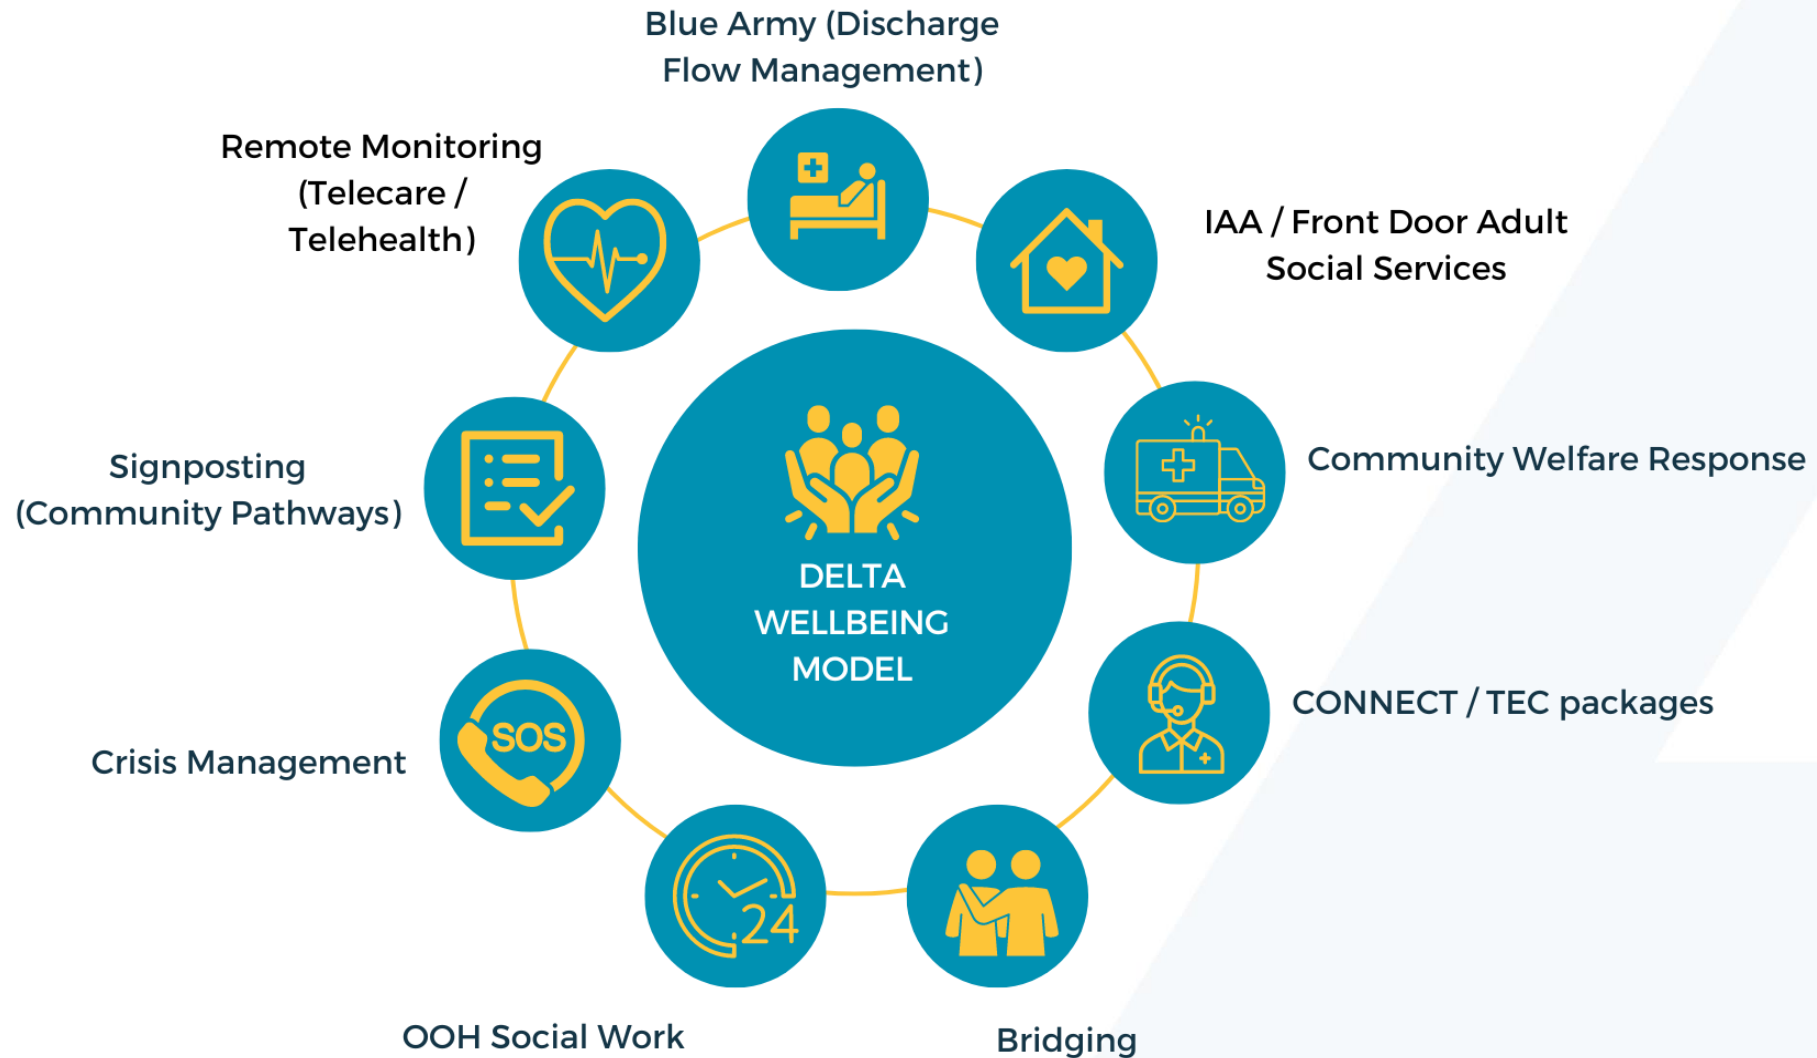 Blue Army (Discharge
Flow Management)
Remote Monitoring
(Telecare /
Telehealth)
IAA / Front Door Adult
Social Services
Community Welfare Response
Signposting
(Community Pathways)
DELTA
WELLBEING
MODEL
CONNECT / TEC packages
SOS
Crisis Management
24
OOH Social Work
Bridging